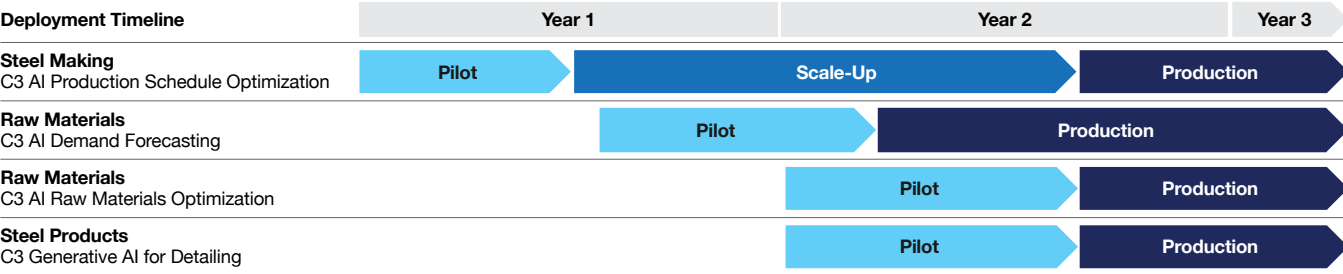 Deployment Timeline Year 1 Year 2 Year 3
Steel Making
C3 AI Production Schedule Optimization
Pilot Scale-Up Production
Raw Materials
C3 AI Demand Forecasting
Pilot Production
Raw Materials
C3 AI Raw Materials Optimization
Pilot Production
Steel Products
C3 Generative AI for Detailing
Pilot Production